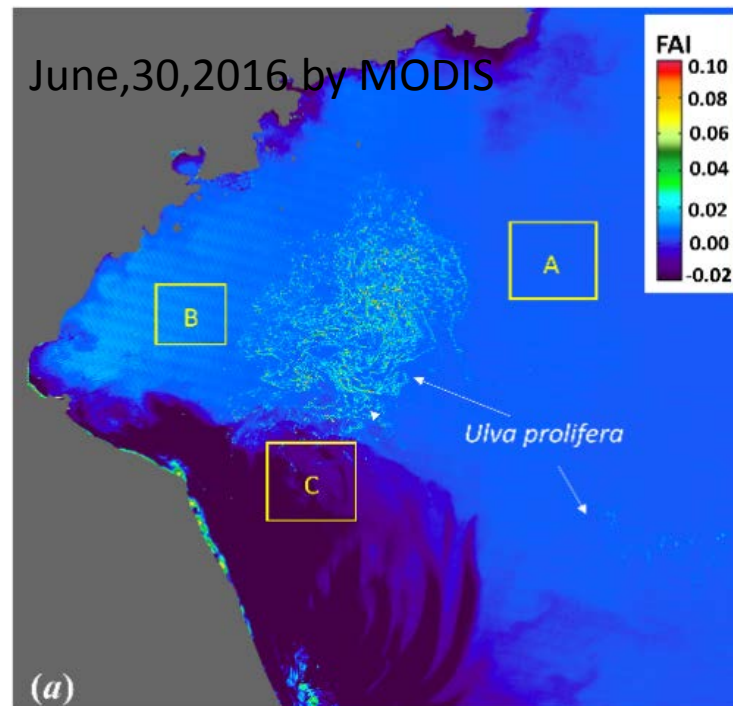 June,30,2016 by MODIS
FAI
0.10
0.08
0.06
0.04
0.02
0.00
-0.02
A
B
Ulva prolifera
C
(a)